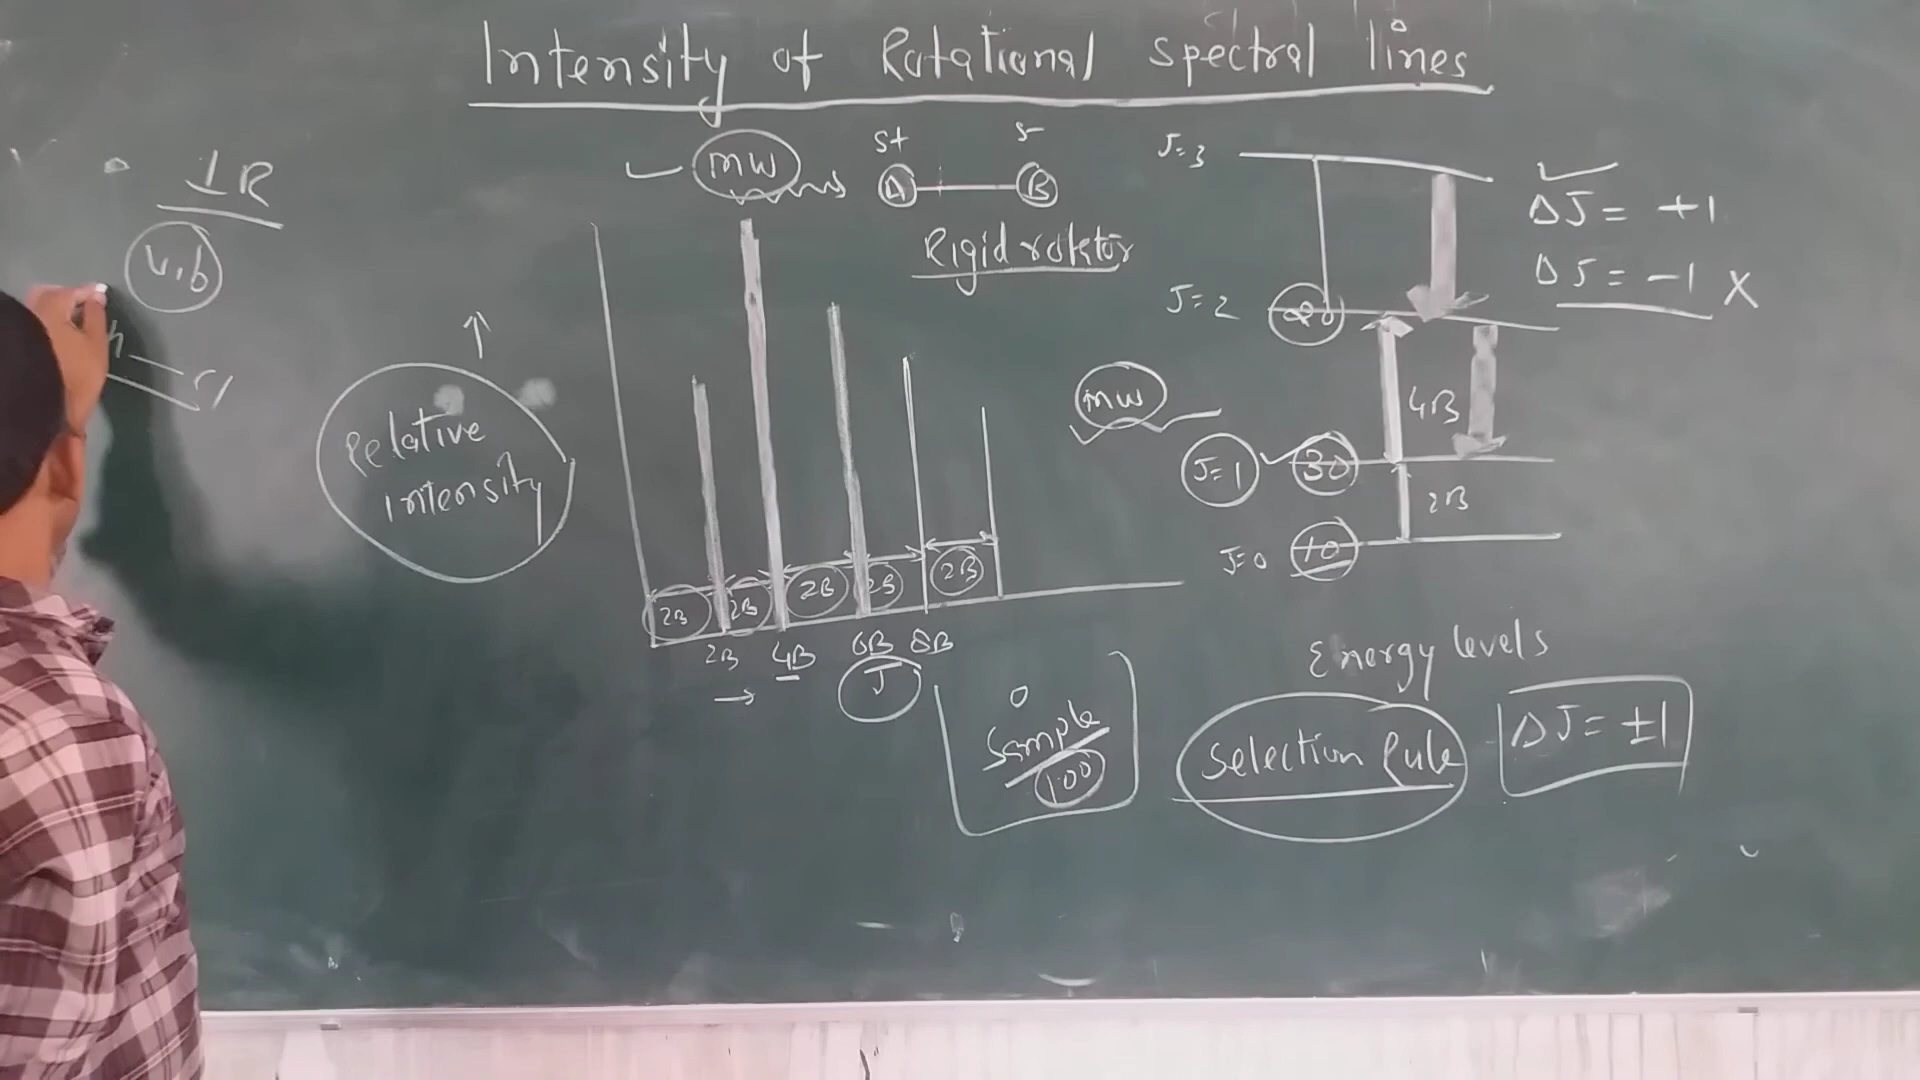 Intensity of Rotational spectral lines
IR
Vib
MW
δ+ δ-
A B
Rigid rotator
Relative
intensity
2B 2B 2B 2B 2B
2B 4B 6B 8B
J
J=3
J=2
MW
J=1 30
J=0 10
4B
2B
ΔJ = +1
ΔJ = -1 X
Energy levels
Sample
100
Selection Rule
ΔJ = ±1